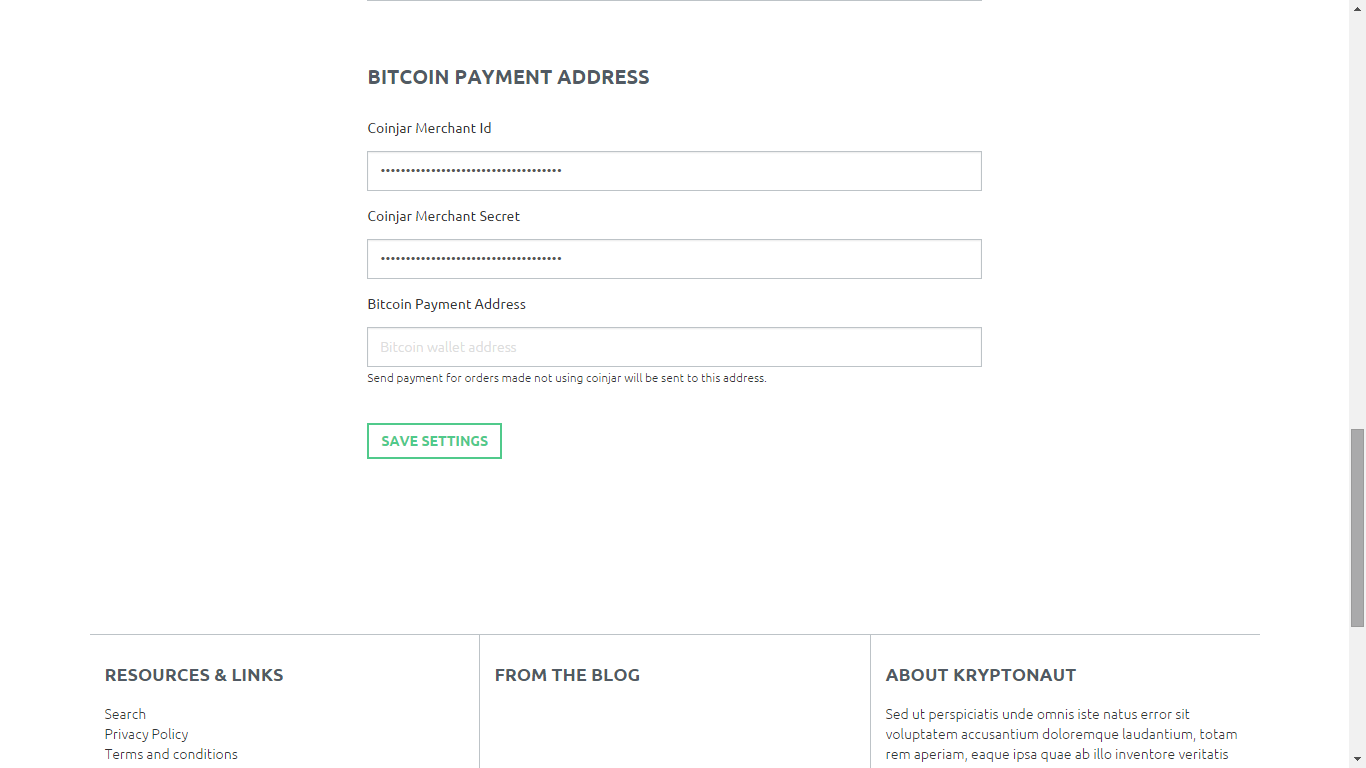 BITCOIN PAYMENT ADDRESS
Coinjar Merchant Id
••••••••••••••••••••••••••••••••••••
Coinjar Merchant Secret
••••••••••••••••••••••••••••••••••••
Bitcoin Payment Address
Bitcoin wallet address
Send payment for orders made not using coinjar will be sent to this address.
SAVE SETTINGS
RESOURCES & LINKS
Search
Privacy Policy
Terms and conditions
FROM THE BLOG
ABOUT KRYPTONAUT
Sed ut perspiciatis unde omnis iste natus error sit
voluptatem accusantium doloremque laudantium, totam
rem aperiam, eaque ipsa quae ab illo inventore veritatis